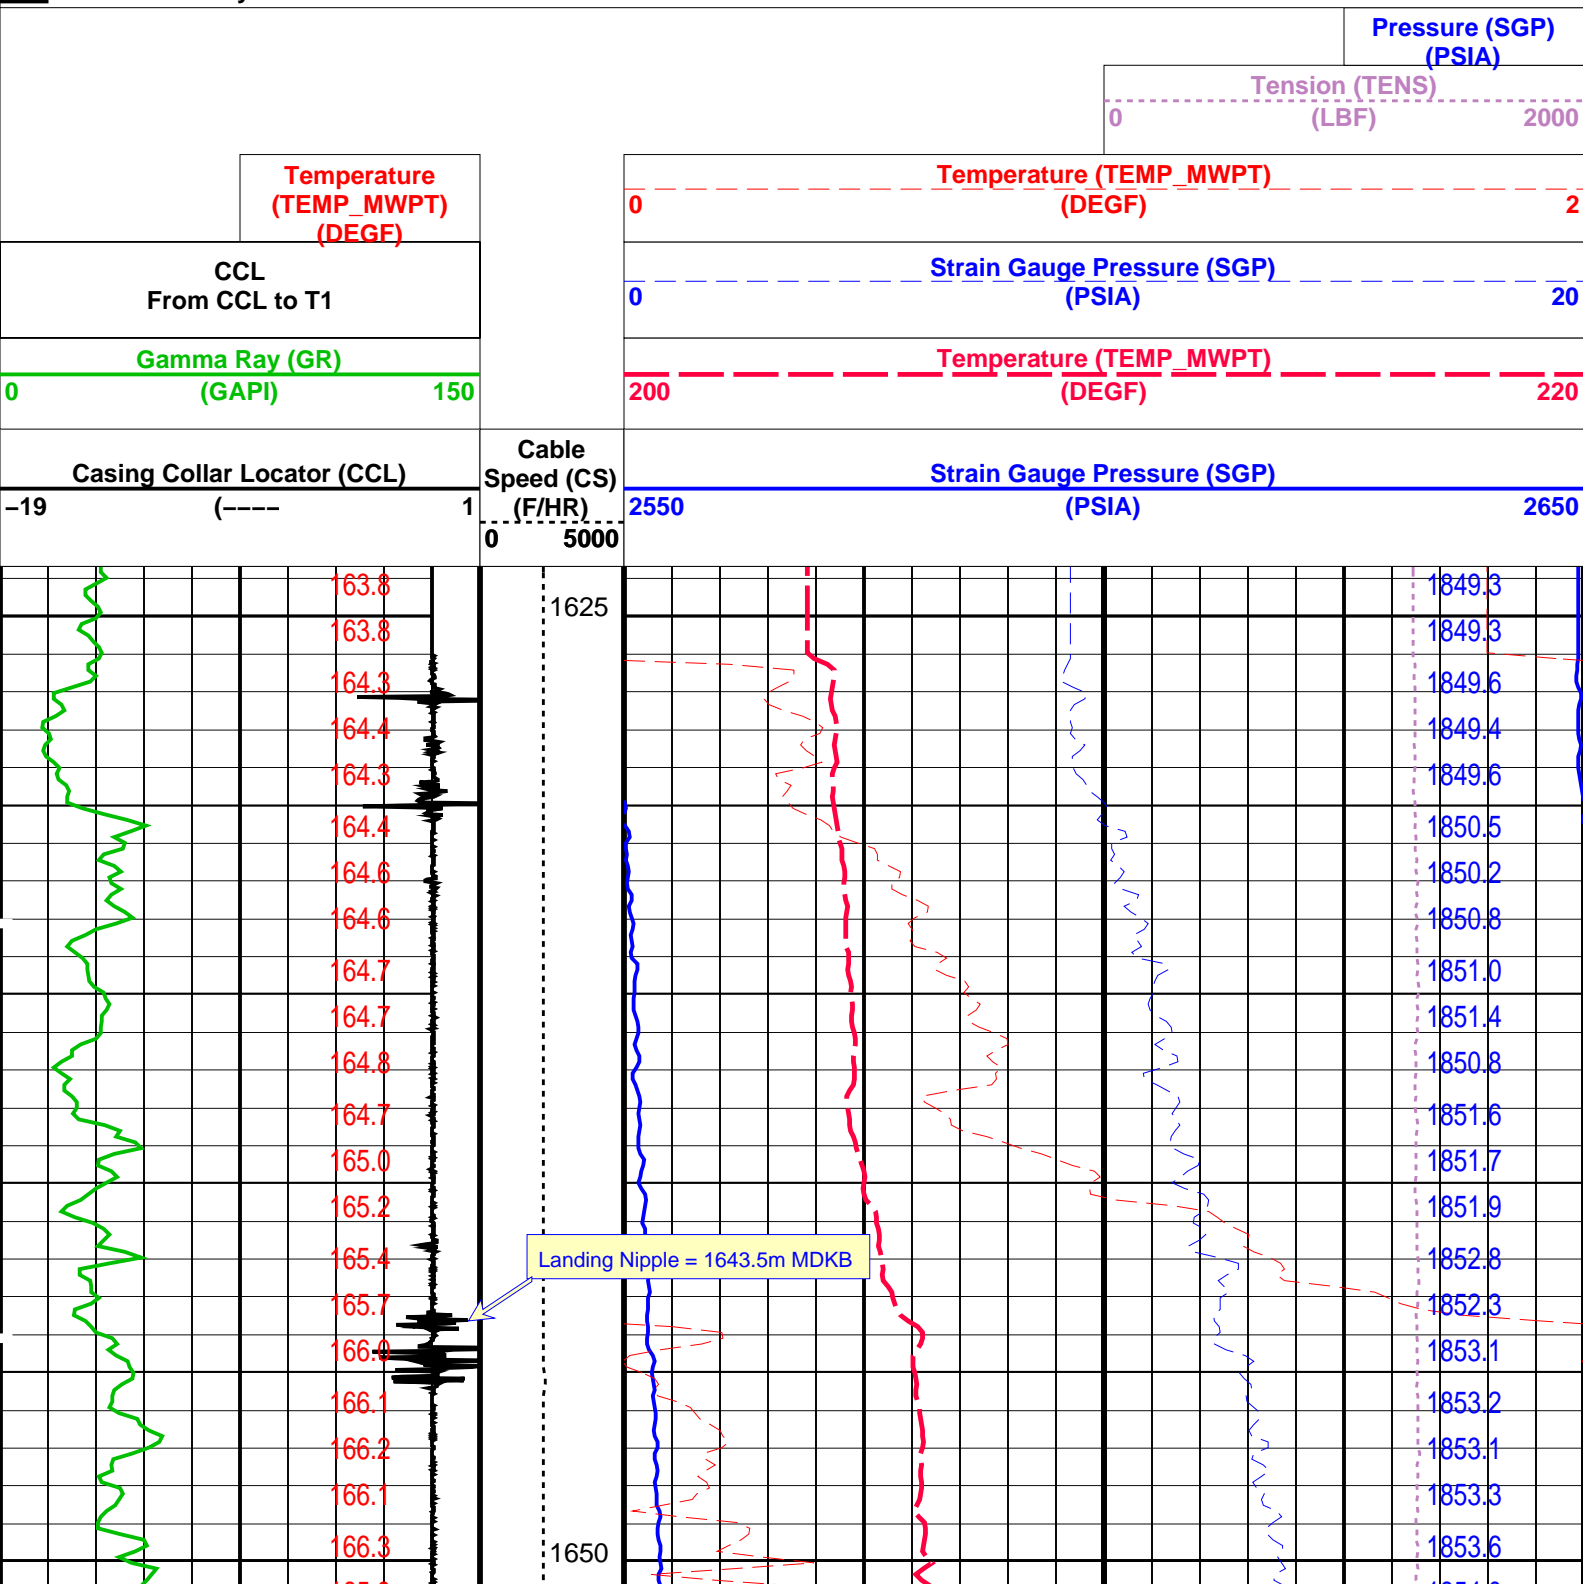 Pressure (SGP)
(PSIA)
Tension (TENS)
0 (LBF) 2000
Temperature
(TEMP_MWPT)
(DEGF)
Temperature (TEMP_MWPT)
0 (DEGF) 2
CCL
From CCL to T1
Strain Gauge Pressure (SGP)
0 (PSIA) 20
Gamma Ray (GR)
0 (GAPI) 150
Temperature (TEMP_MWPT)
200 (DEGF) 220
Casing Collar Locator (CCL)
−19 (−−−− 1
Cable
Speed (CS)
(F/HR)
0 5000
Strain Gauge Pressure (SGP)
2550 (PSIA) 2650
163.8 1849.3
1625
163.8 1849.3
164.3 1849.6
164.4 1849.4
164.3 1849.6
164.4 1850.5
164.6 1850.2
164.6 1850.8
164.7 1851.0
164.7 1851.4
164.8 1850.8
164.7 1851.6
165.0 1851.7
165.2 1851.9
165.4 Landing Nipple = 1643.5m MDKB 1852.8
165.7 1852.3
166.0 1853.1
166.1 1853.2
166.2 1853.1
166.1 1853.3
166.3 1650 1853.6